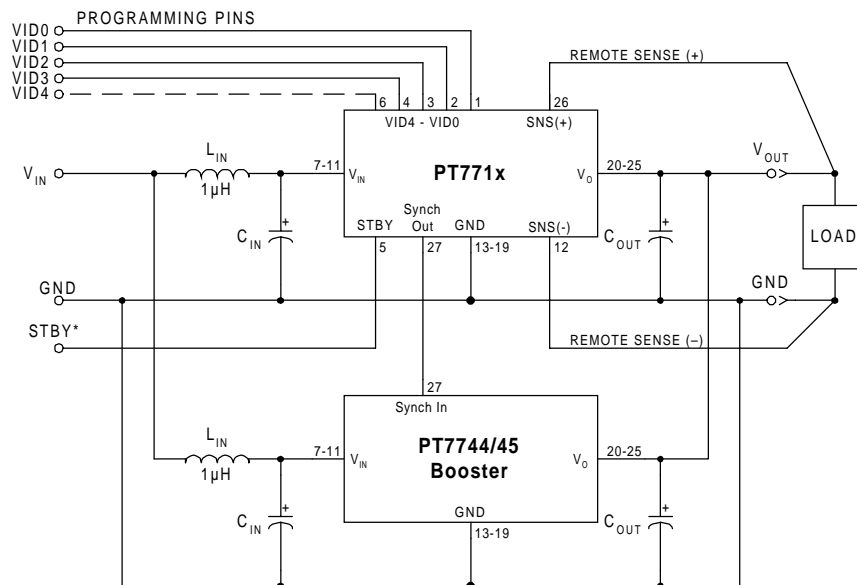 PROGRAMMING PINS
VID0
VID1
VID2
VID3
VID4
REMOTE SENSE (+)
6 4 3 2 1 26
VID4 - VID0 SNS(+)
L_IN
1µH
V_IN
7-11
V_IN
PT771x
V_O
20-25
V_OUT
C_IN
+
STBY
Synch
Out
GND
SNS(-)
5 27 13-19 12
C_OUT
+
LOAD
GND
GND
STBY*
REMOTE SENSE (–)
27
Synch In
L_IN
1µH
7-11
V_IN
PT7744/45
Booster
V_O
20-25
C_IN
+
GND
13-19
C_OUT
+